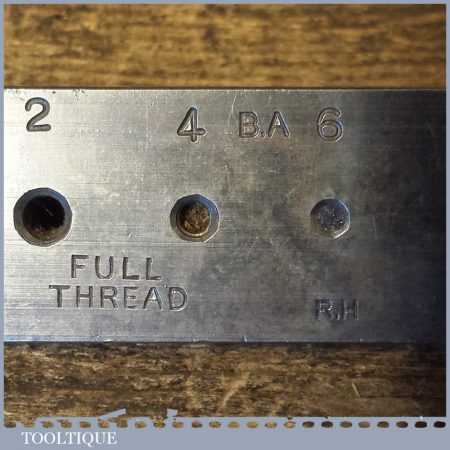 2 4 B.A 6
FULL
THREAD
R.H
TOOLTIQUE